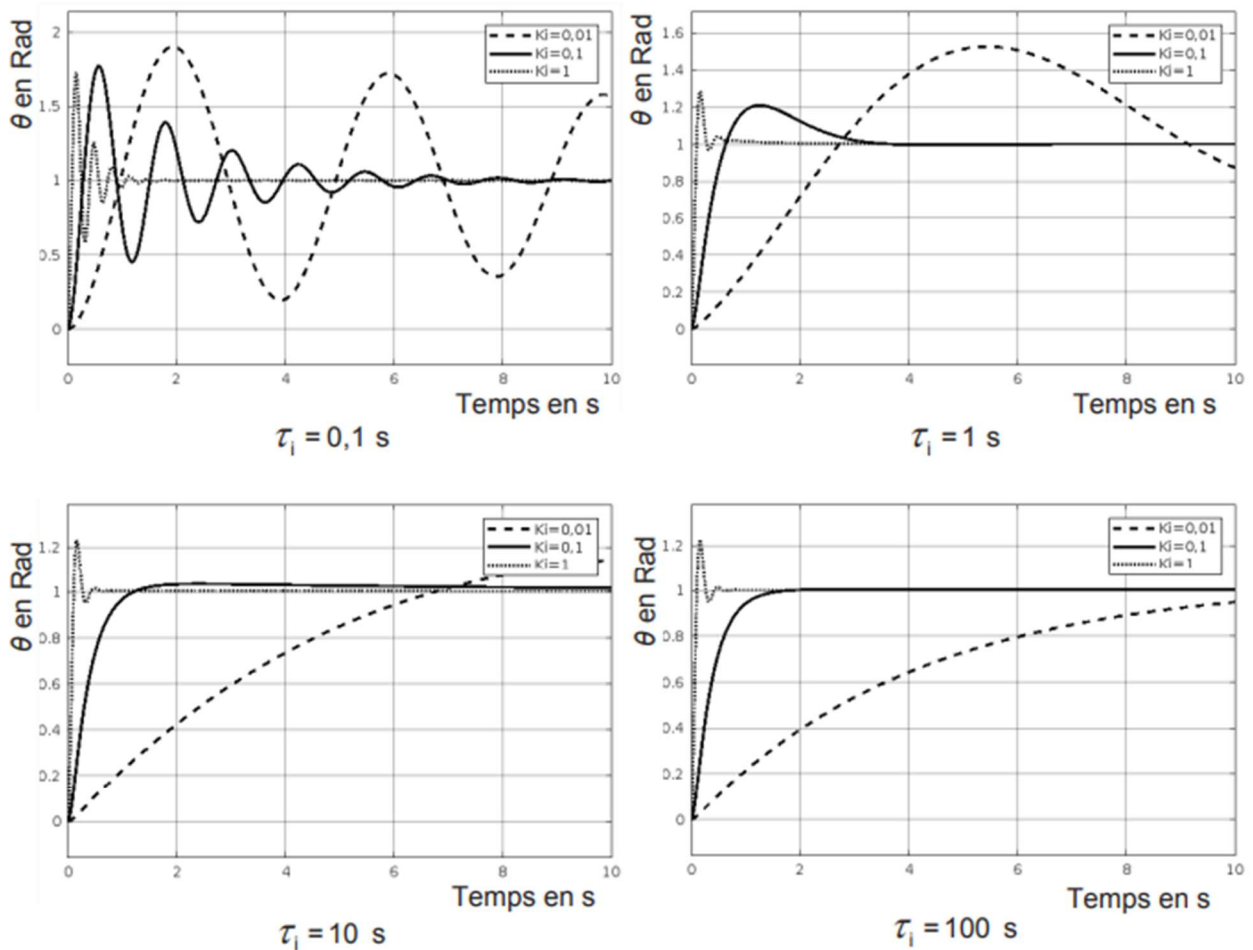 θ en Rad
2
1.5
1
0.5
0
0 2 4 6 8 10
Ki=0,01
Ki=0,1
Ki=1
Temps en s
τi = 0,1 s
θ en Rad
1.6
1.4
1.2
1
0.8
0.6
0.4
0.2
0
0 2 4 6 8 10
Ki=0,01
Ki=0,1
Ki=1
Temps en s
τi = 1 s
θ en Rad
1.2
1
0.8
0.6
0.4
0.2
0
0 2 4 6 8 10
Ki=0,01
Ki=0,1
Ki=1
Temps en s
τi = 10 s
θ en Rad
1.2
1
0.8
0.6
0.4
0.2
0
0 2 4 6 8 10
Ki=0,01
Ki=0,1
Ki=1
Temps en s
τi = 100 s